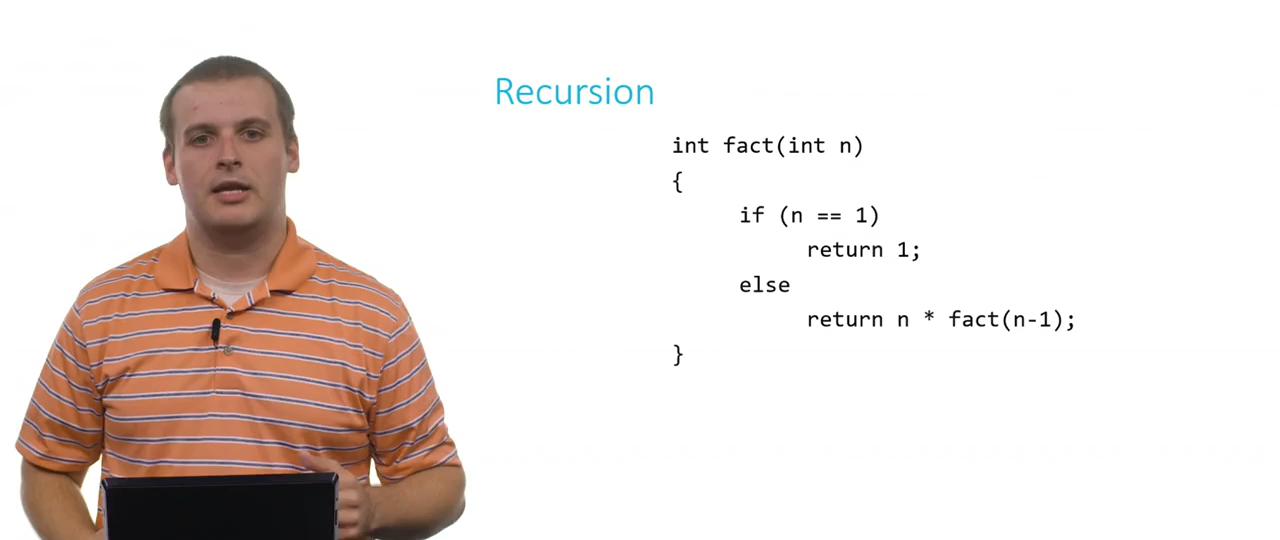 Recursion
int fact(int n)
{
if (n == 1)
return 1;
else
return n * fact(n-1);
}